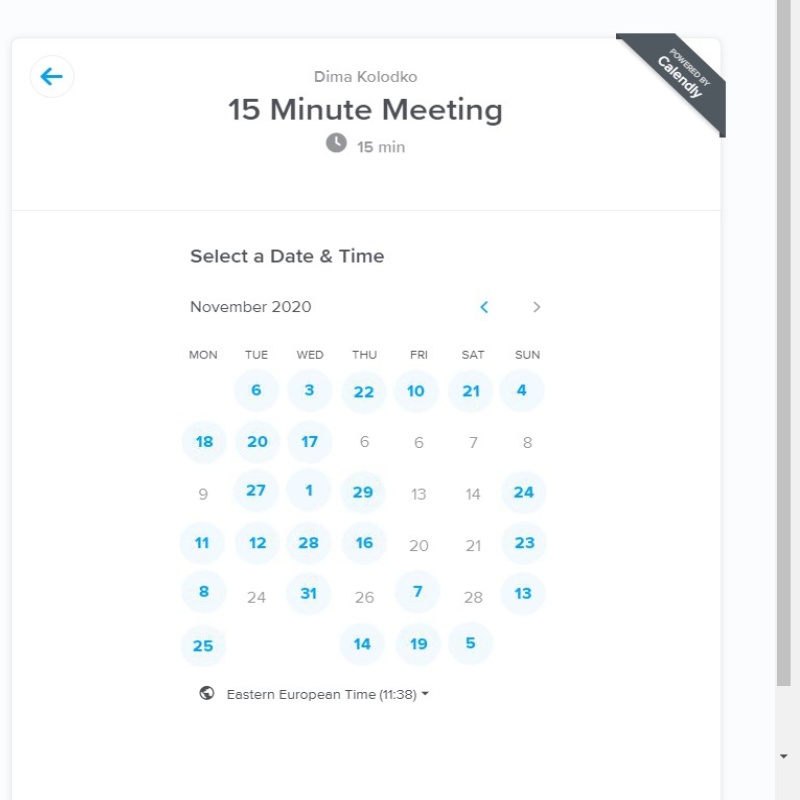 POWERED BY
Calendly
Dima Kolodko
15 Minute Meeting
15 min
Select a Date & Time
November 2020
MON TUE WED THU FRI SAT SUN
6 3 22 10 21 4
18 20 17 6 6 7 8
9 27 1 29 13 14 24
11 12 28 16 20 21 23
8 24 31 26 7 28 13
25 14 19 5
Eastern European Time (11:38)